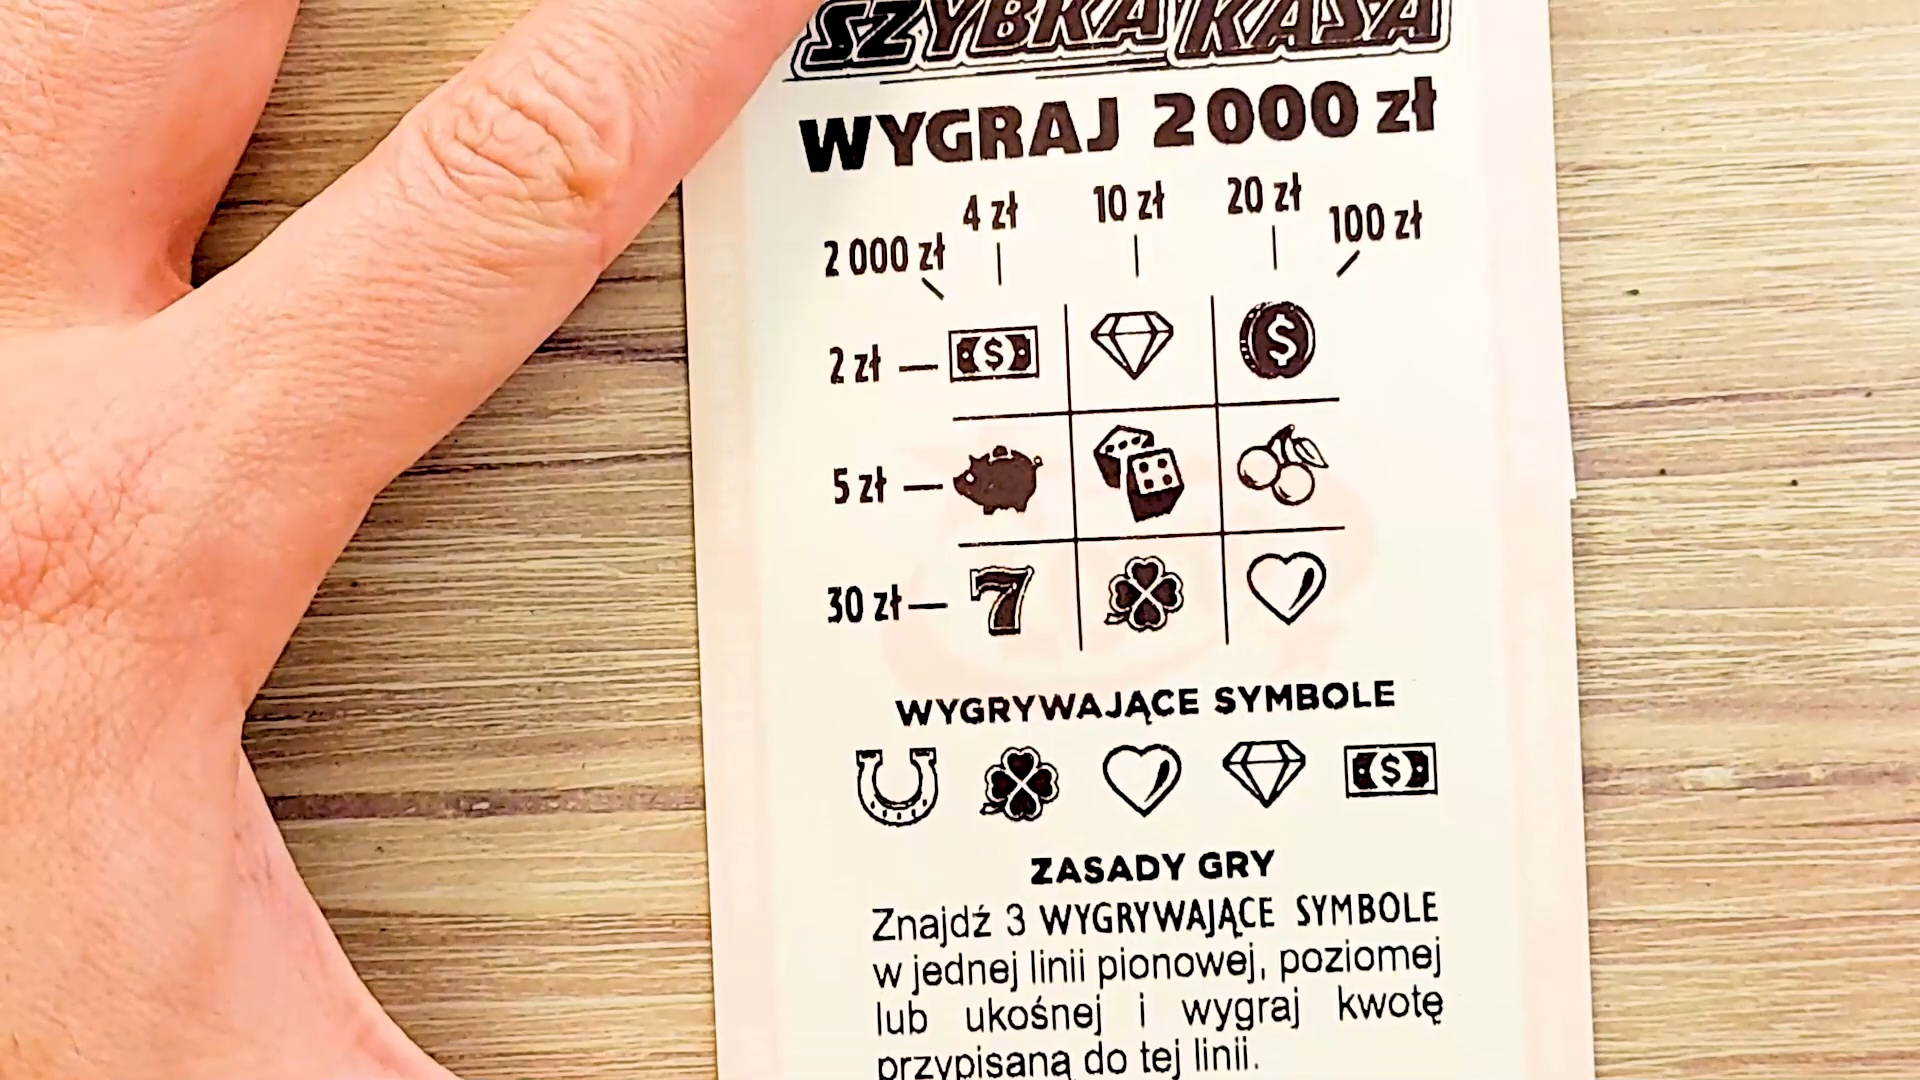 SZYBKA KASA
WYGRAJ 2000 zł
4 zł 10 zł 20 zł
2 000 zł 100 zł
2 zł
5 zł
30 zł
WYGRYWAJĄCE SYMBOLE
ZASADY GRY
Znajdź 3 WYGRYWAJĄCE SYMBOLE
w jednej linii pionowej, poziomej
lub ukośnej i wygraj kwotę
przypisaną do tej linii.